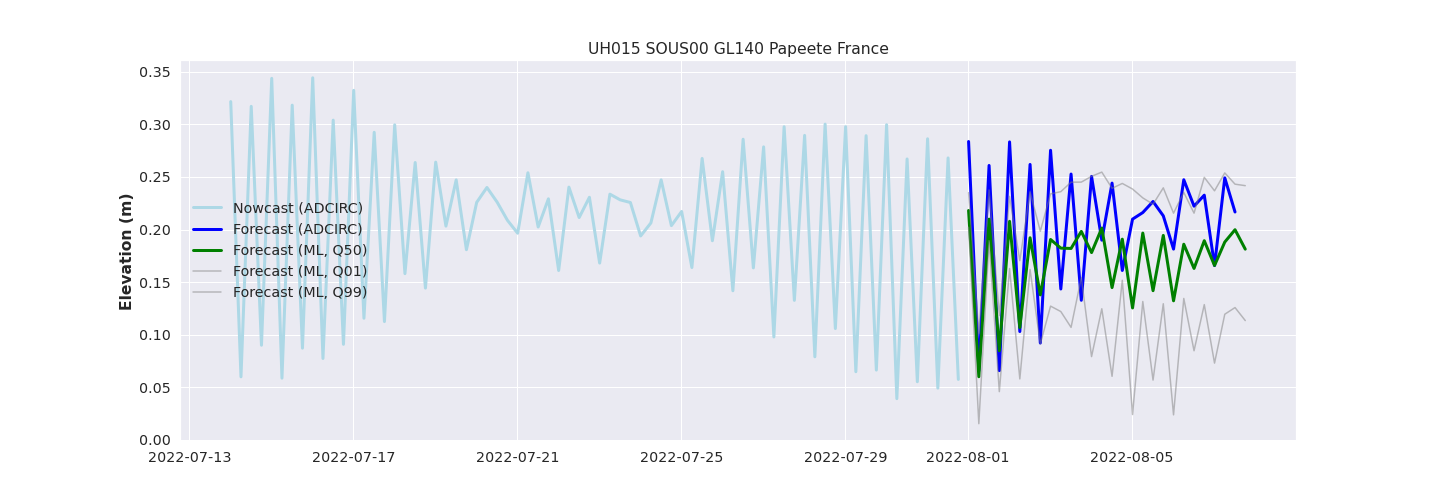 UH015 SOUS00 GL140 Papeete France
Elevation (m)
0.35
0.30
0.25
0.20
0.15
0.10
0.05
0.00
Nowcast (ADCIRC)
Forecast (ADCIRC)
Forecast (ML, Q50)
Forecast (ML, Q01)
Forecast (ML, Q99)
2022-07-13 2022-07-17 2022-07-21 2022-07-25 2022-07-29 2022-08-01 2022-08-05